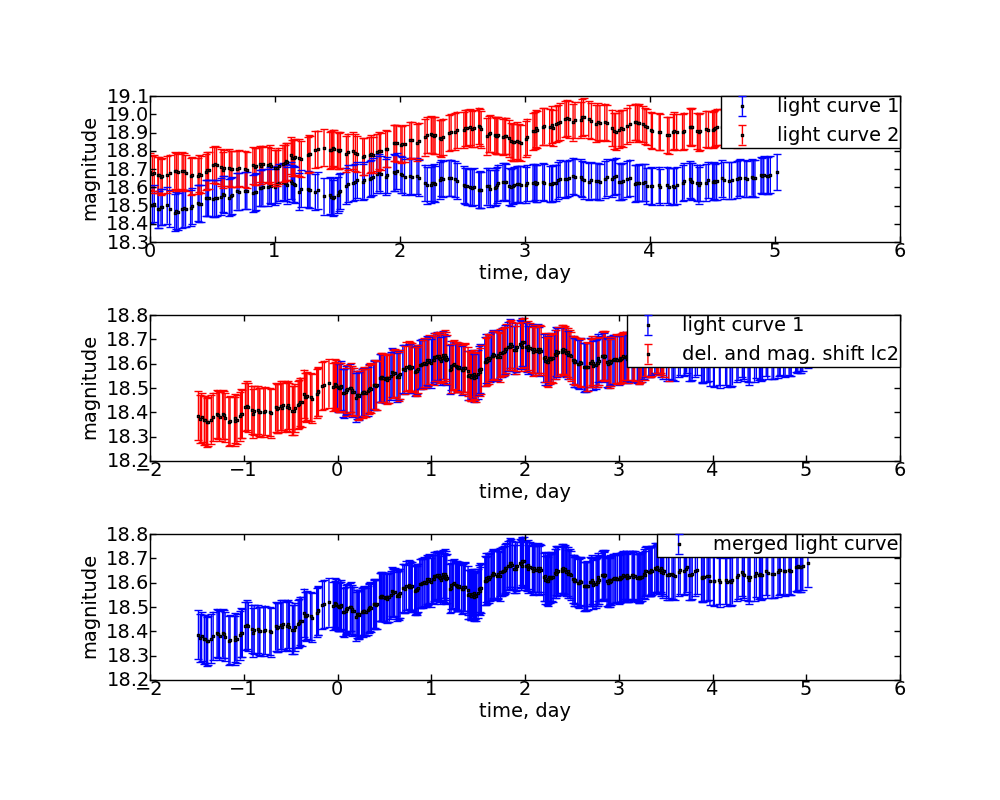 19.1
19.0
18.9
18.8
18.7
18.6
18.5
18.4
18.3
magnitude
light curve 1
light curve 2
0 1 2 3 4 5 6
time, day
18.8
18.7
18.6
18.5
18.4
18.3
18.2
magnitude
light curve 1
del. and mag. shift lc2
−2 −1 0 1 2 3 4 5 6
time, day
18.8
18.7
18.6
18.5
18.4
18.3
18.2
magnitude
merged light curve
−2 −1 0 1 2 3 4 5 6
time, day